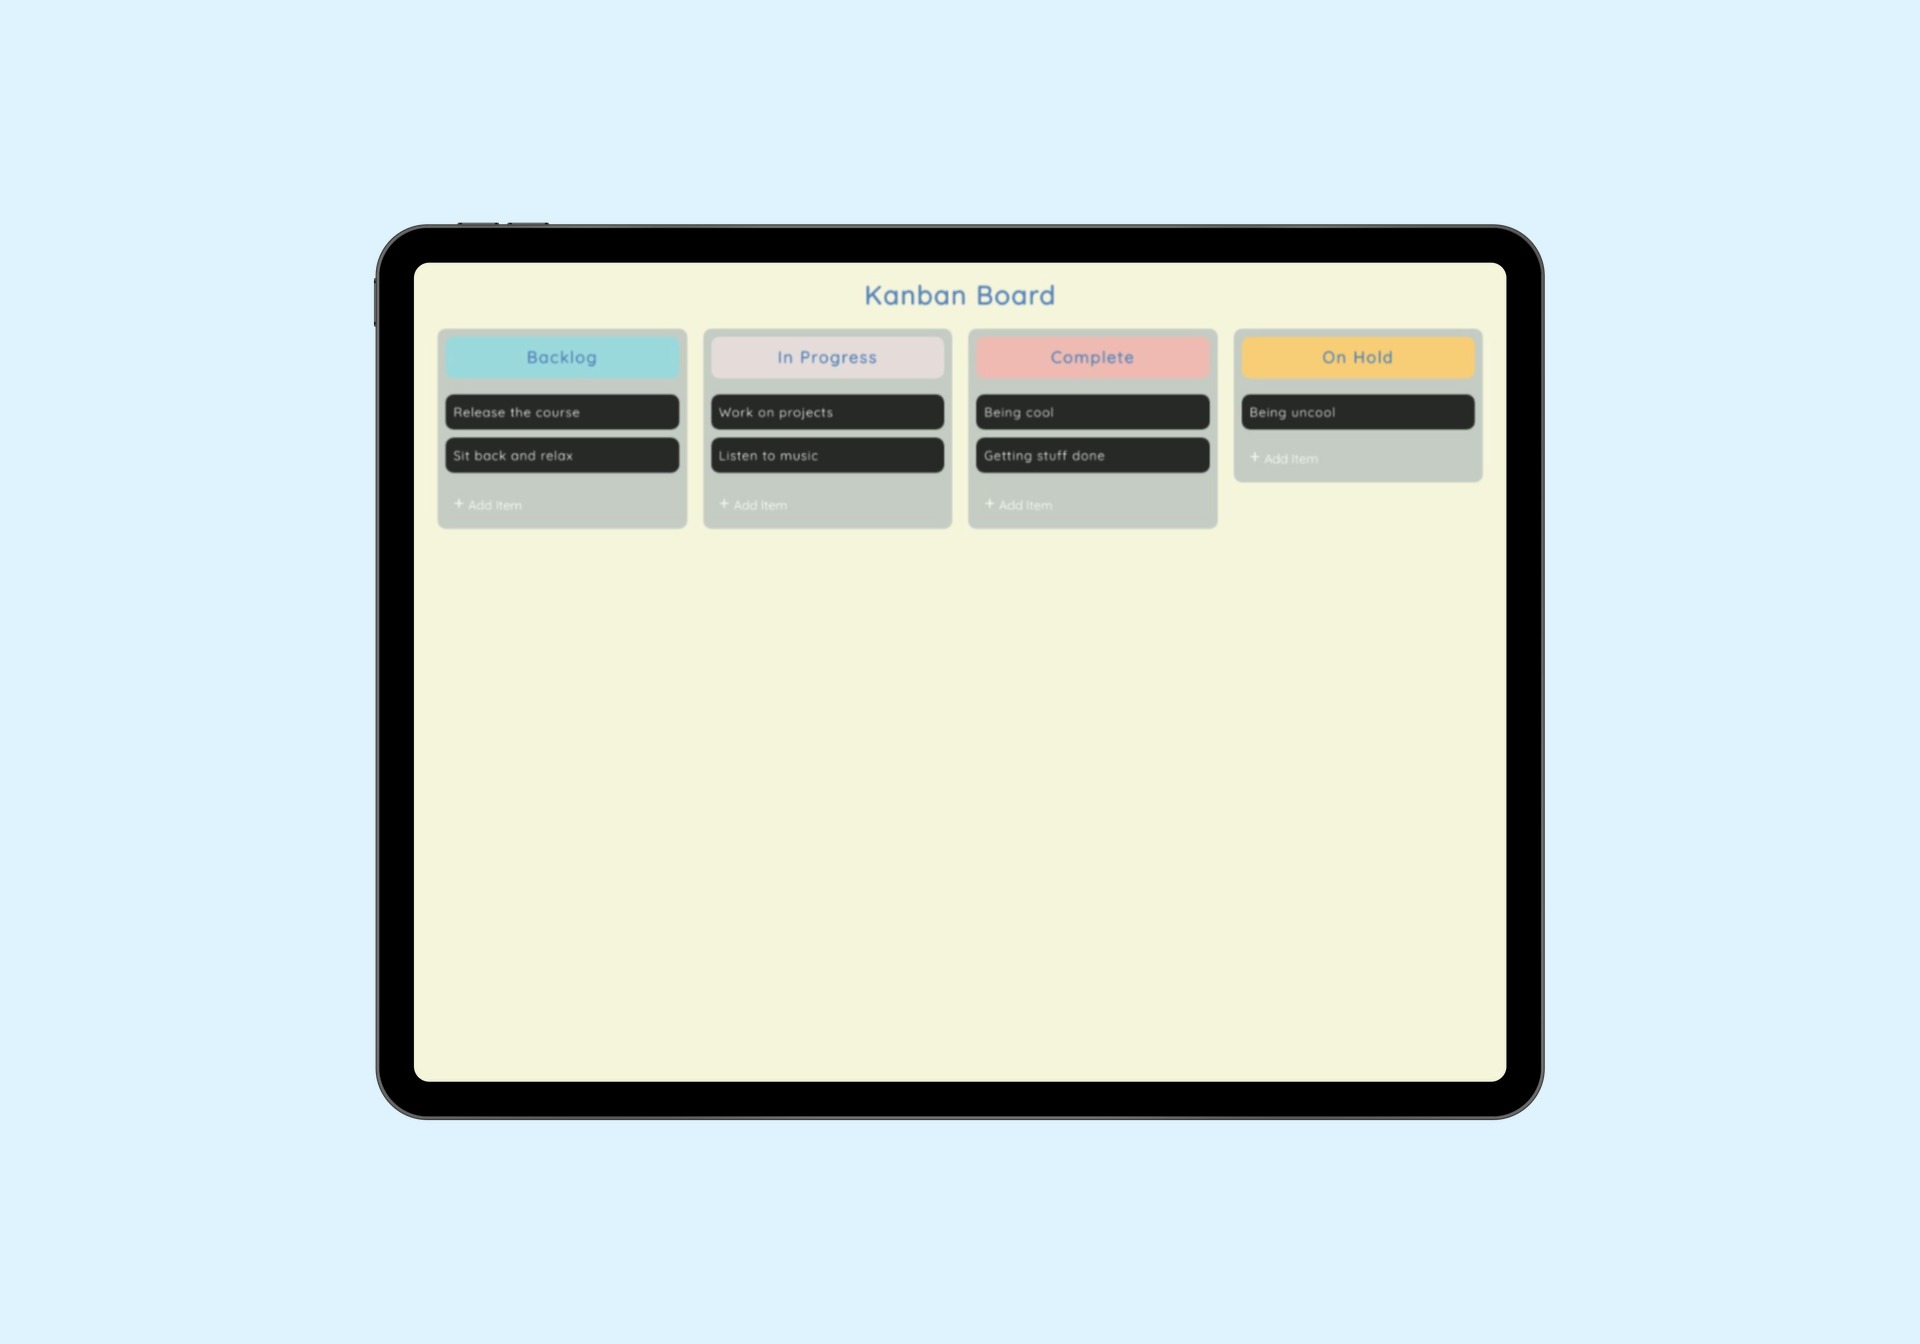 Kanban Board
Backlog
Release the course
Sit back and relax
+ Add Item
In Progress
Work on projects
Listen to music
+ Add Item
Complete
Being cool
Getting stuff done
+ Add Item
On Hold
Being uncool
+ Add Item